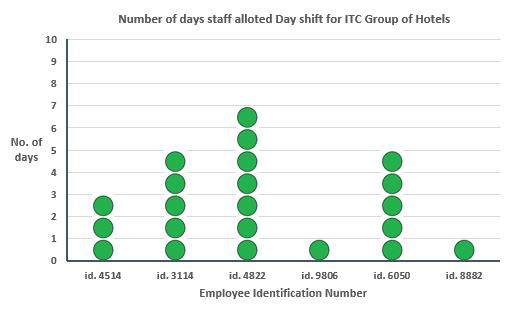 Number of days staff alloted Day shift for ITC Group of Hotels
10
9
8
7
6
5
4
3
2
1
0
No. of
days
id. 4514 id. 3114 id. 4822 id. 9806 id. 6050 id. 8882
Employee Identification Number